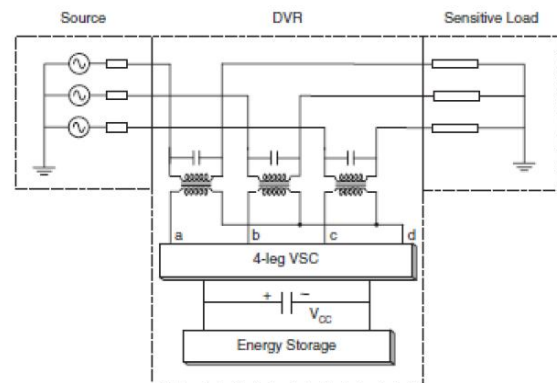 Source
DVR
Sensitive Load
a
b
c
d
4-leg VSC
+
−
VCC
Energy Storage